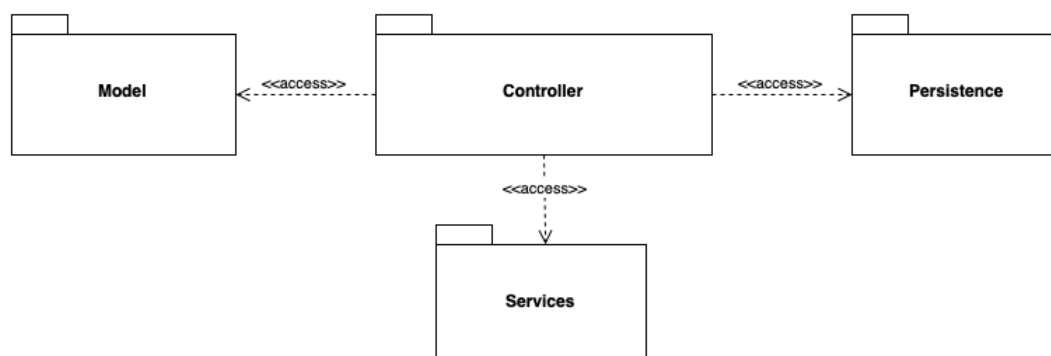 Model
<<access>>
Controller
<<access>>
Persistence
<<access>>
Services